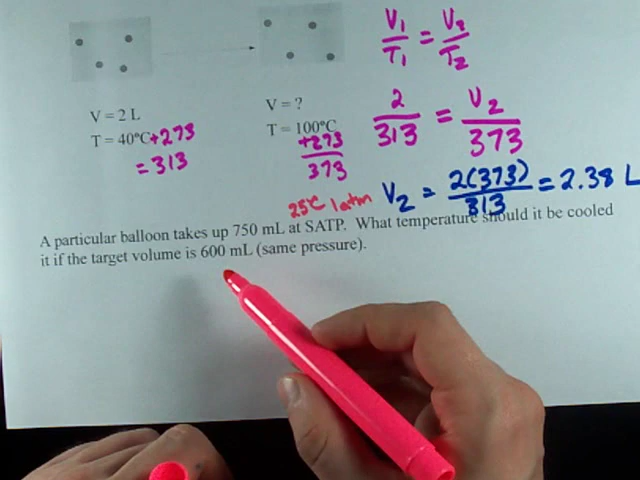 V₁/T₁ = V₂/T₂
V = 2 L
T = 40°C +273
= 313
V = ?
T = 100°C
+273
373
2/313 = V₂/373
V₂ = 2(373)/313 = 2.38 L
25°C 1atm
A particular balloon takes up 750 mL at SATP. What temperature should it be cooled
it if the target volume is 600 mL (same pressure).